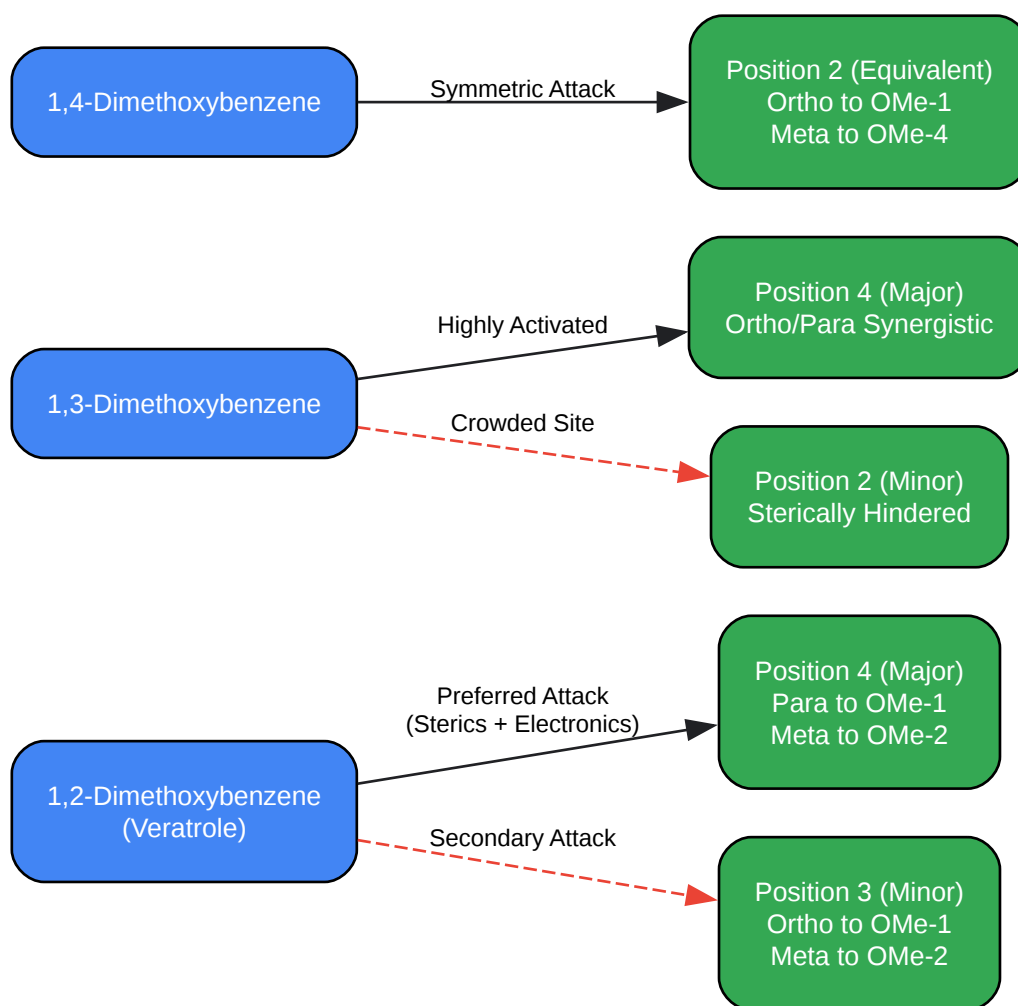 1,4-Dimethoxybenzene
Symmetric Attack
Position 2 (Equivalent)
Ortho to OMe-1
Meta to OMe-4
1,3-Dimethoxybenzene
Highly Activated
Position 4 (Major)
Ortho/Para Synergistic
Crowded Site
Position 2 (Minor)
Sterically Hindered
1,2-Dimethoxybenzene
(Veratrole)
Preferred Attack
(Sterics + Electronics)
Position 4 (Major)
Para to OMe-1
Meta to OMe-2
Secondary Attack
Position 3 (Minor)
Ortho to OMe-1
Meta to OMe-2